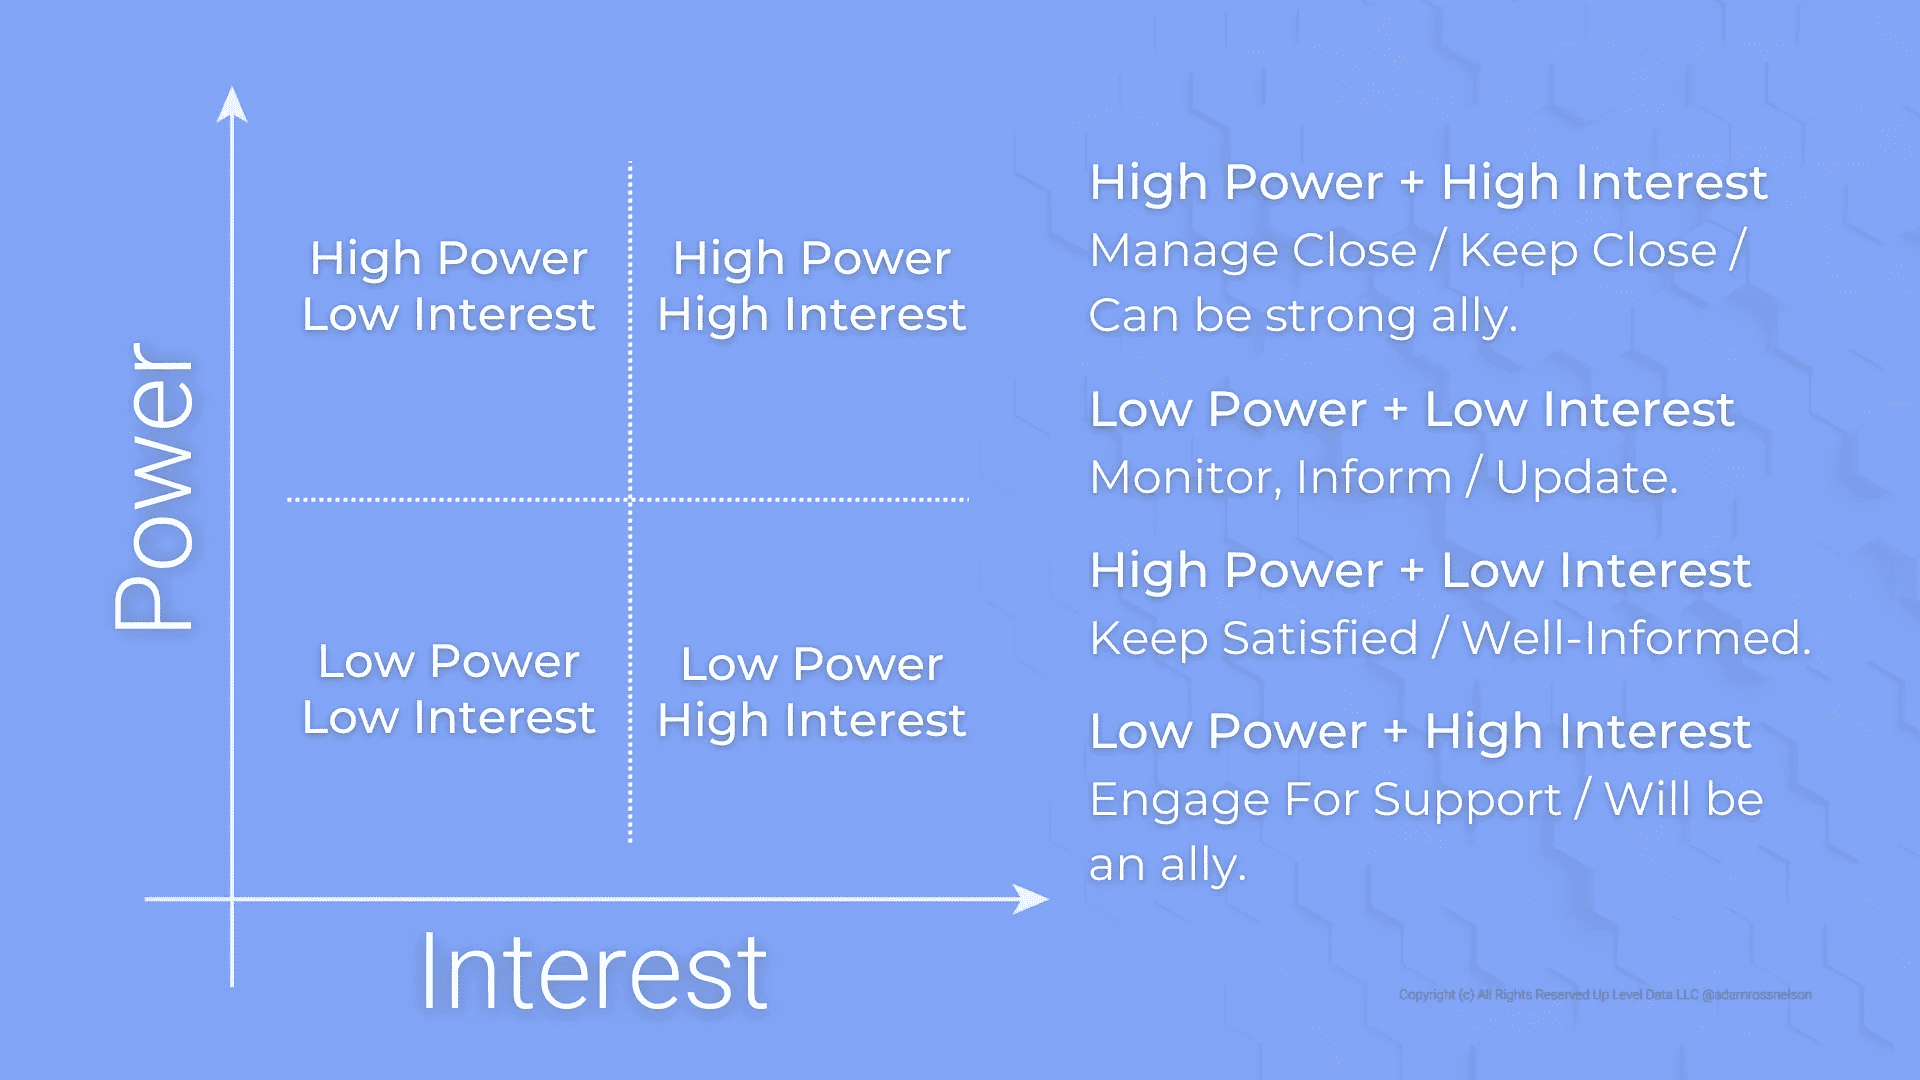 Power
High Power
Low Interest
High Power
High Interest
Low Power
Low Interest
Low Power
High Interest
Interest
High Power + High Interest
Manage Close / Keep Close /
Can be strong ally.
Low Power + Low Interest
Monitor, Inform / Update.
High Power + Low Interest
Keep Satisfied / Well-Informed.
Low Power + High Interest
Engage For Support / Will be
an ally.
Copyright (c) All Rights Reserved Up Level Data LLC @adamrossnelson